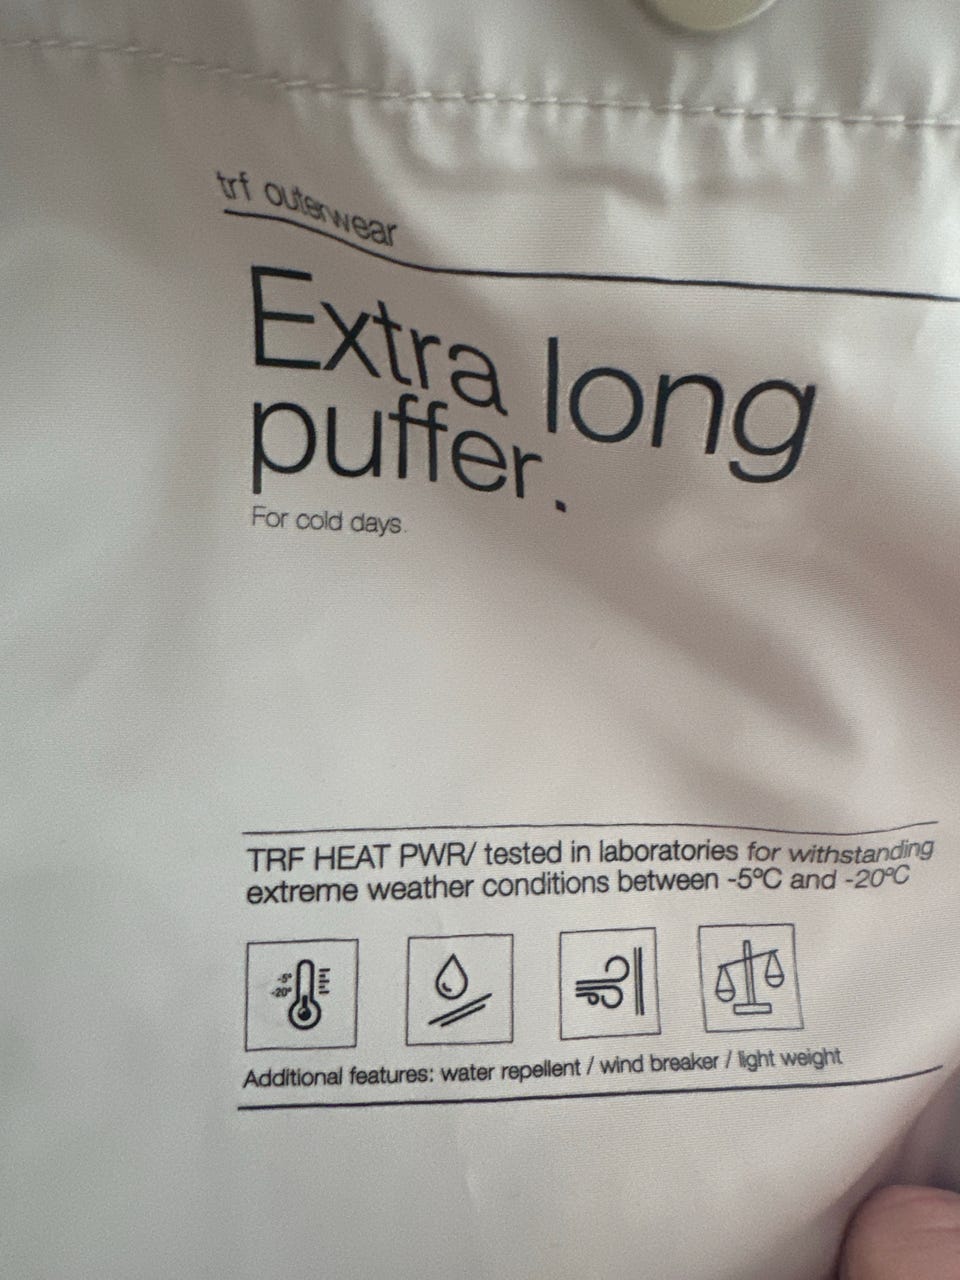 trf outerwear
Extra long
puffer.
For cold days.
TRF HEAT PWR/ tested in laboratories for withstanding
extreme weather conditions between -5ºC and -20ºC
-5º
-20º
Additional features: water repellent / wind breaker / light weight